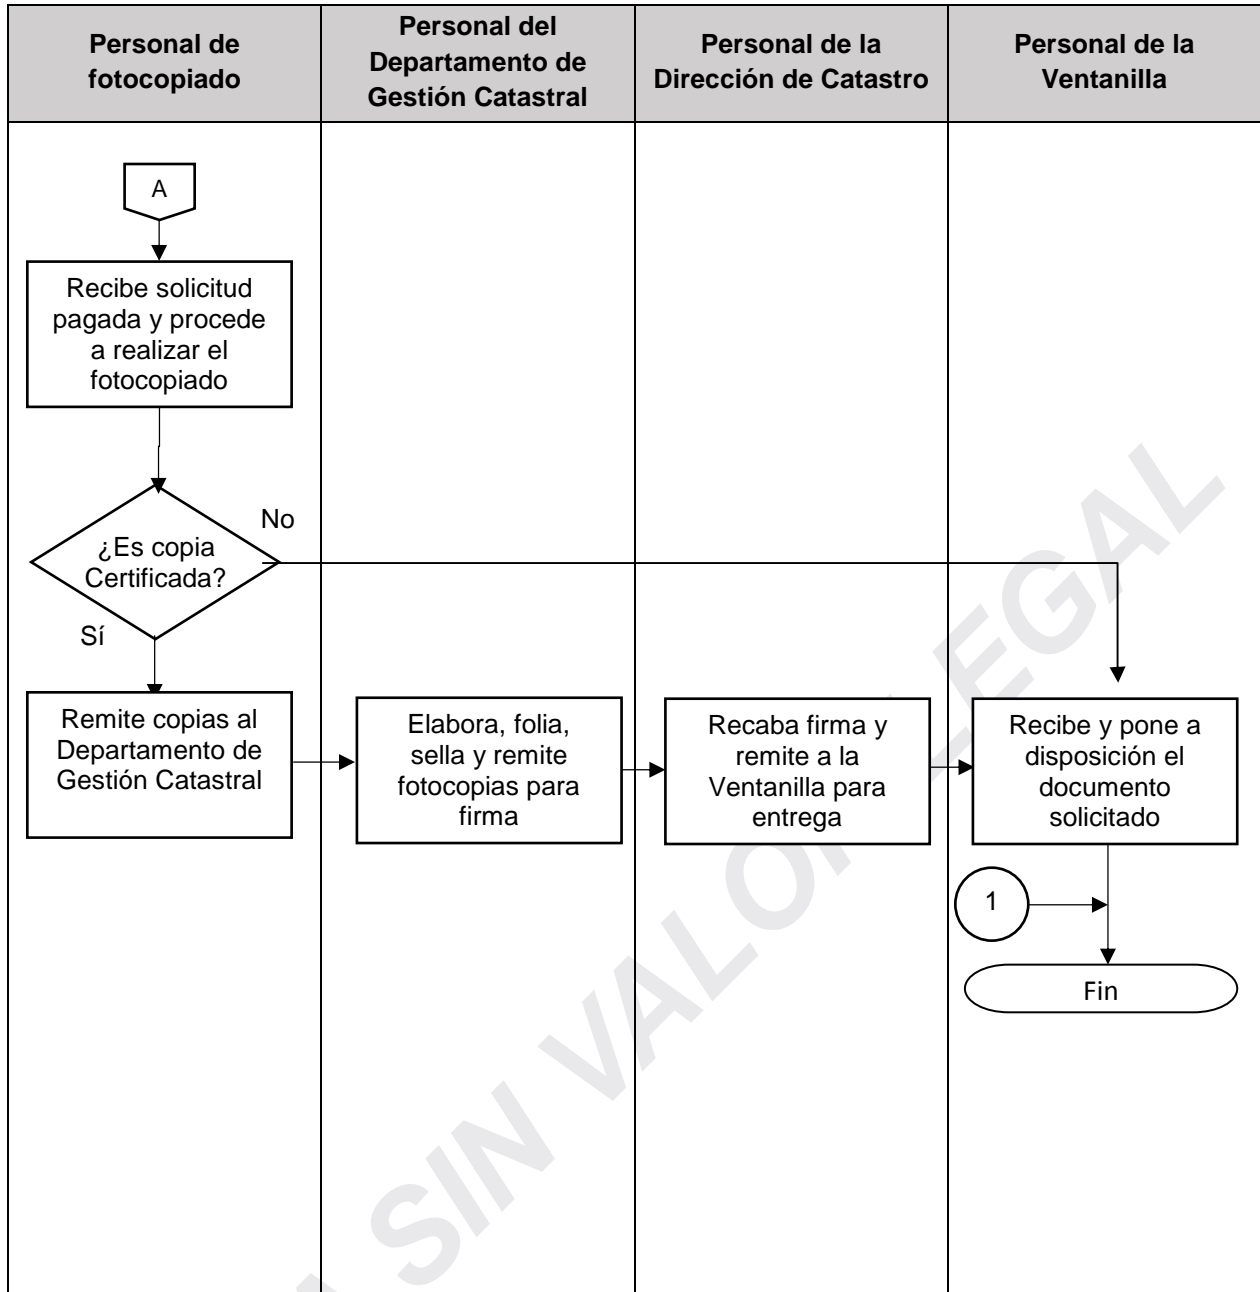 Personal de
fotocopiado
Personal del
Departamento de
Gestión Catastral
Personal de la
Dirección de Catastro
Personal de la
Ventanilla
A
Recibe solicitud
pagada y procede
a realizar el
fotocopiado
¿Es copia
Certificada?
No
Sí
Remite copias al
Departamento de
Gestión Catastral
Elabora, folia,
sella y remite
fotocopias para
firma
Recaba firma y
remite a la
Ventanilla para
entrega
Recibe y pone a
disposición el
documento
solicitado
1
Fin
A SIN VALOR LEGAL